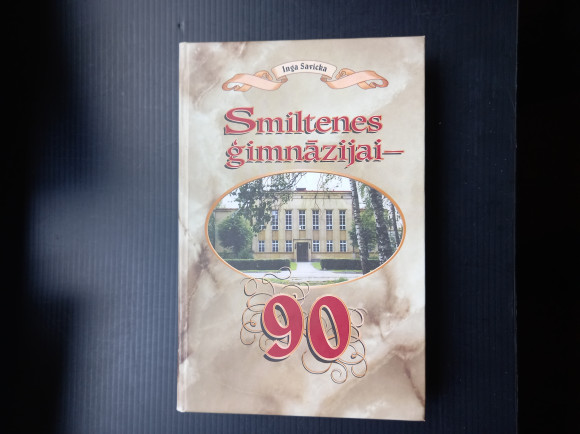 Inga Savicka
Smiltenes
ģimnāzijai–
90